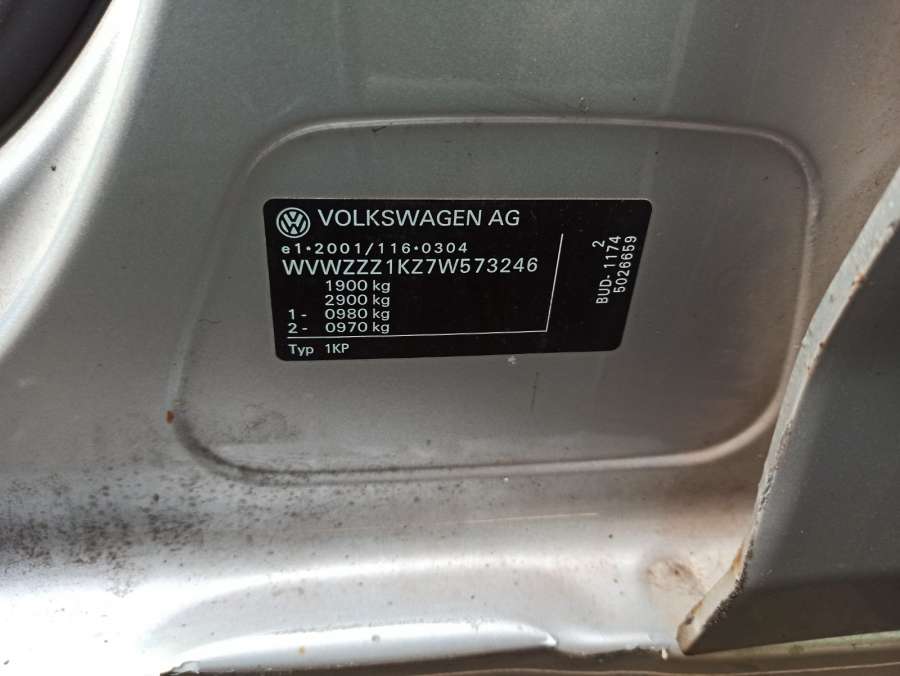 VOLKSWAGEN AG
e1•2001/116•0304
WVWZZZ1KZ7W573246
1900 kg
2900 kg
1 - 0980 kg
2 - 0970 kg
Typ 1KP
2
BUD-1174
5026659